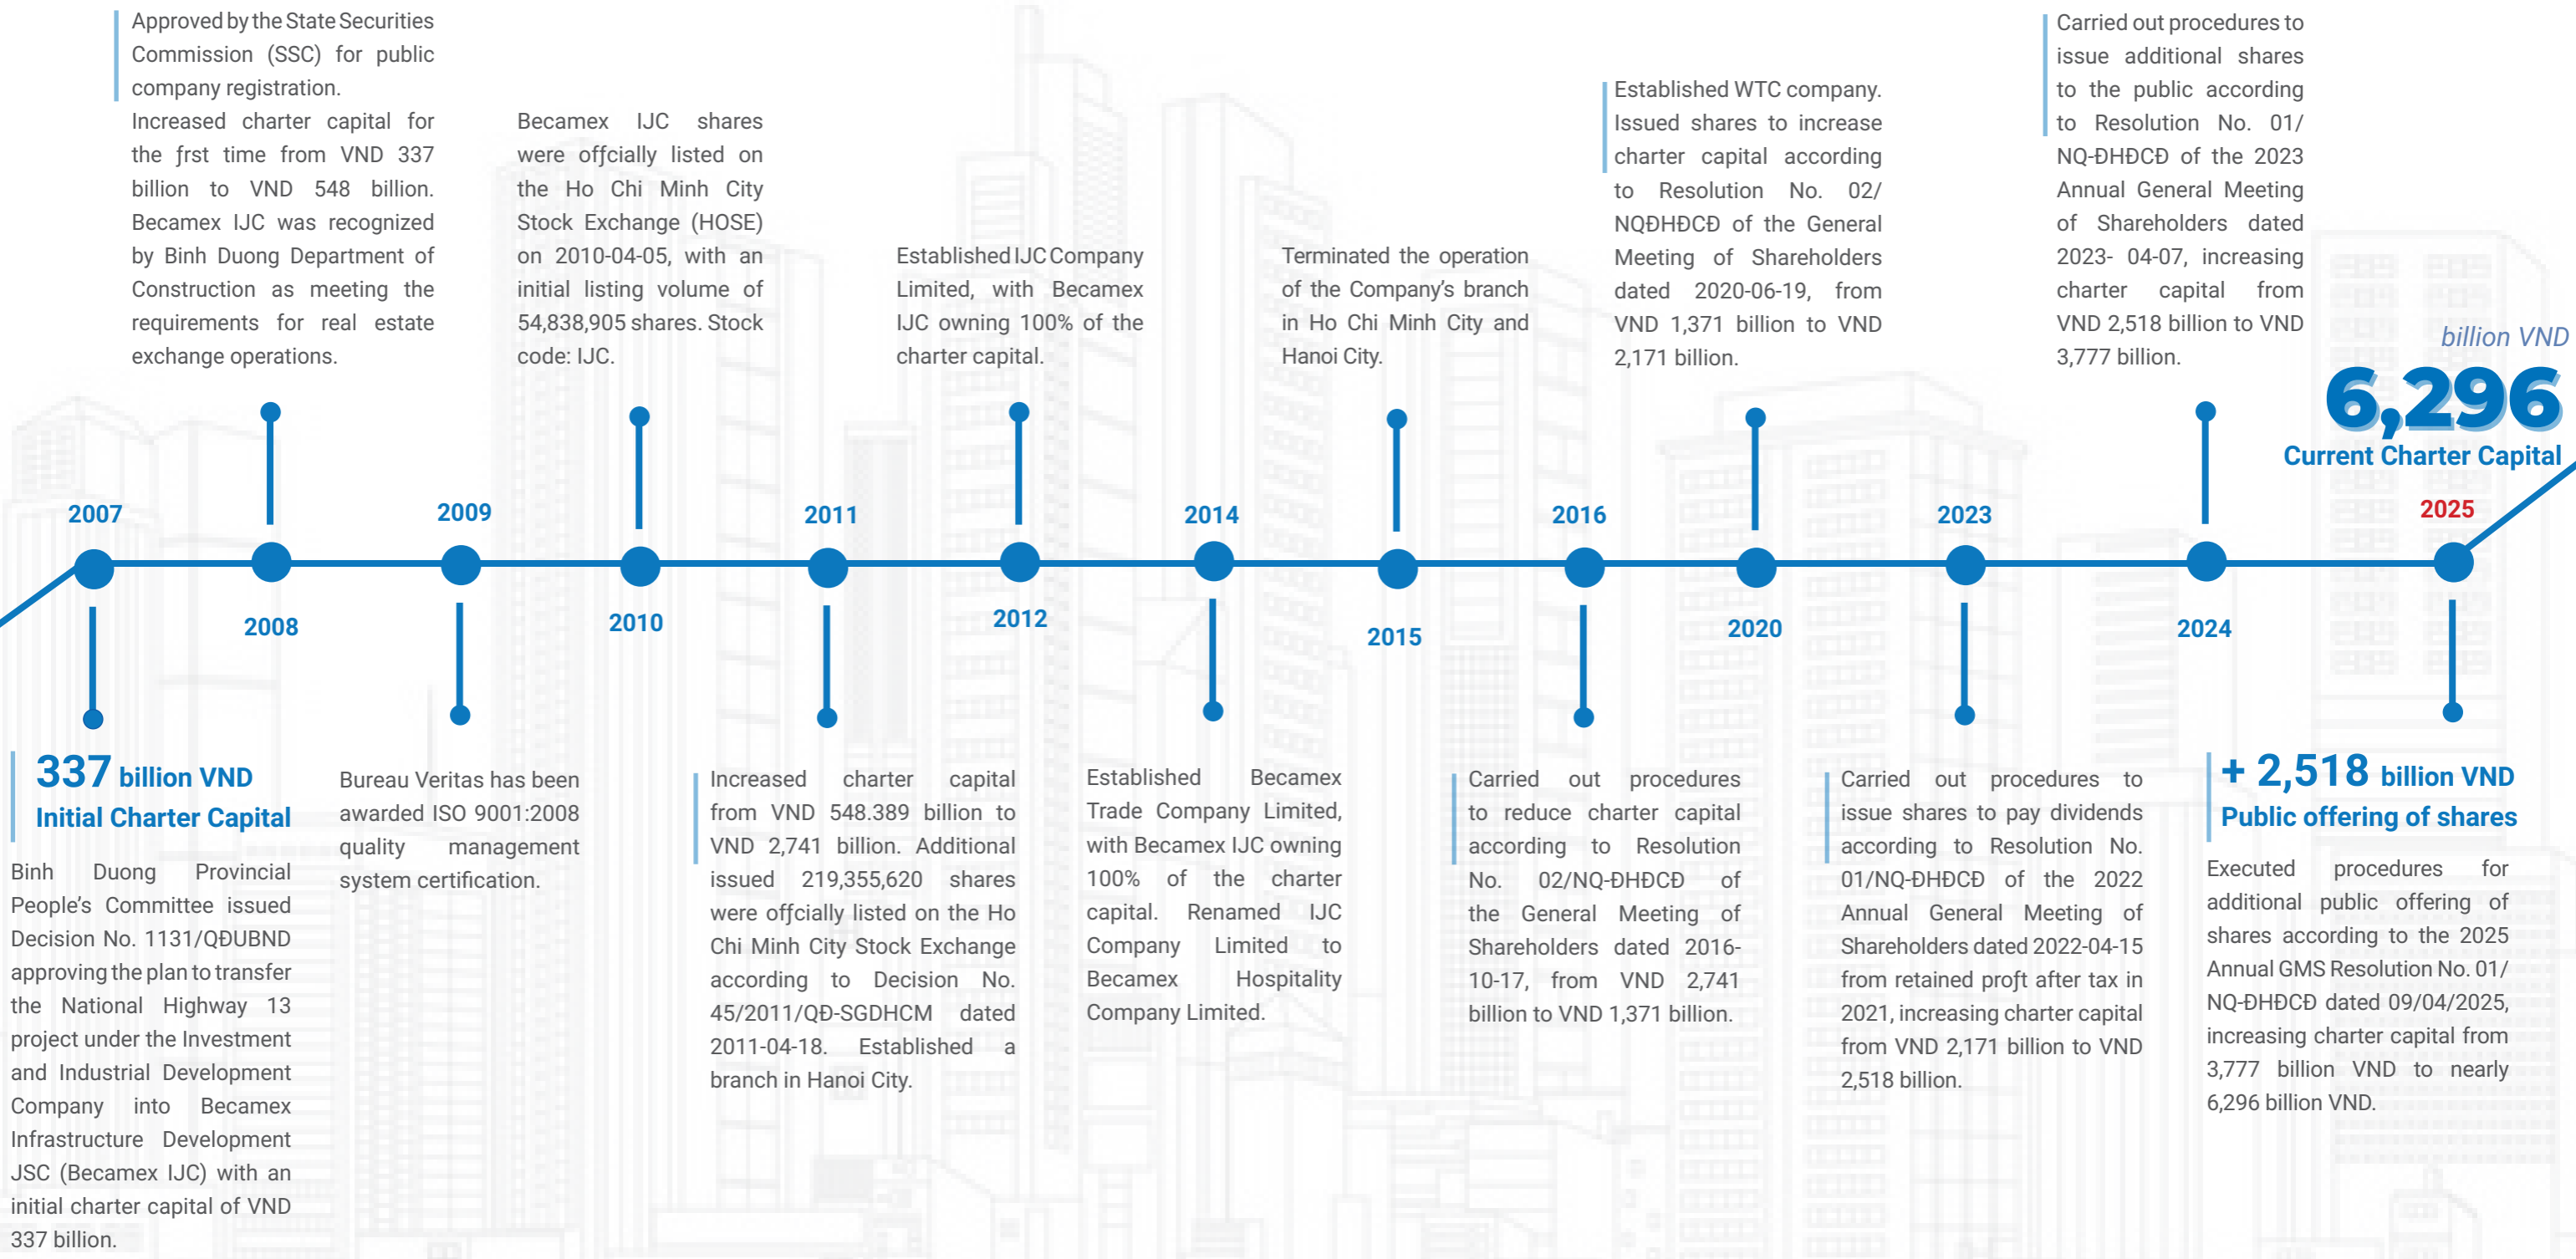 2007
337 billion VND
Initial Charter Capital
Binh Duong Provincial
People's Committee issued
Decision No. 1131/QĐUBND
approving the plan to transfer
the National Highway 13
project under the Investment
and Industrial Development
Company into Becamex
Infrastructure Development
JSC (Becamex IJC) with an
initial charter capital of VND
337 billion.
Approved by the State Securities
Commission (SSC) for public
company registration.
Increased charter capital for
the frst time from VND 337
billion to VND 548 billion.
Becamex IJC was recognized
by Binh Duong Department of
Construction as meeting the
requirements for real estate
exchange operations.
2008
2009
Bureau Veritas has been
awarded ISO 9001:2008
quality management
system certification.
Becamex IJC shares
were offcially listed on
the Ho Chi Minh City
Stock Exchange (HOSE)
on 2010-04-05, with an
initial listing volume of
54,838,905 shares. Stock
code: IJC.
2010
2011
Increased charter capital
from VND 548.389 billion to
VND 2,741 billion. Additional
issued 219,355,620 shares
were offcially listed on the Ho
Chi Minh City Stock Exchange
according to Decision No.
45/2011/QĐ-SGDHCM dated
2011-04-18. Established a
branch in Hanoi City.
Established IJC Company
Limited, with Becamex
IJC owning 100% of the
charter capital.
2012
2014
Established Becamex
Trade Company Limited,
with Becamex IJC owning
100% of the charter
capital. Renamed IJC
Company Limited to
Becamex Hospitality
Company Limited.
Terminated the operation
of the Company's branch
in Ho Chi Minh City and
Hanoi City.
2015
2016
Carried out procedures
to reduce charter capital
according to Resolution
No. 02/NQ-ĐHĐCĐ of
the General Meeting of
Shareholders dated 2016-
10-17, from VND 2,741
billion to VND 1,371 billion.
Established WTC company.
Issued shares to increase
charter capital according
to Resolution No. 02/
NQĐHĐCĐ of the General
Meeting of Shareholders
dated 2020-06-19, from
VND 1,371 billion to VND
2,171 billion.
2020
2023
Carried out procedures to
issue shares to pay dividends
according to Resolution No.
01/NQ-ĐHĐCĐ of the 2022
Annual General Meeting of
Shareholders dated 2022-04-15
from retained proft after tax in
2021, increasing charter capital
from VND 2,171 billion to VND
2,518 billion.
Carried out procedures to
issue additional shares
to the public according
to Resolution No. 01/
NQ-ĐHĐCĐ of the 2023
Annual General Meeting
of Shareholders dated
2023- 04-07, increasing
charter capital from
VND 2,518 billion to VND
3,777 billion.
2024
billion VND
6,296
Current Charter Capital
2025
+ 2,518 billion VND
Public offering of shares
Executed procedures for
additional public offering of
shares according to the 2025
Annual GMS Resolution No. 01/
NQ-ĐHĐCĐ dated 09/04/2025,
increasing charter capital from
3,777 billion VND to nearly
6,296 billion VND.